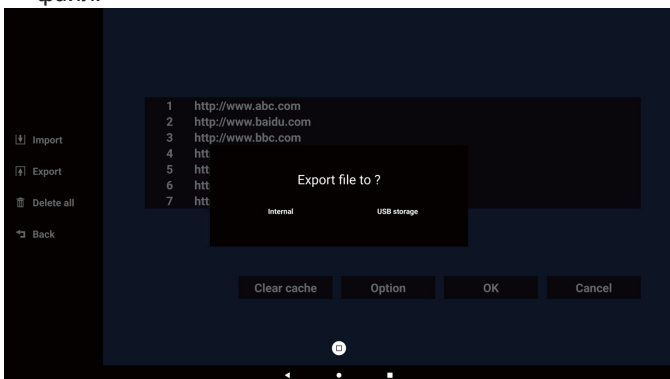 файл.
1 http://www.abc.com
2 http://www.baidu.com
3 http://www.bbc.com
4 htt
5 htt
6 htt
7 htt
Import
Export
Delete all
Back
Export file to ?
Internal USB storage
Clear cache Option OK Cancel